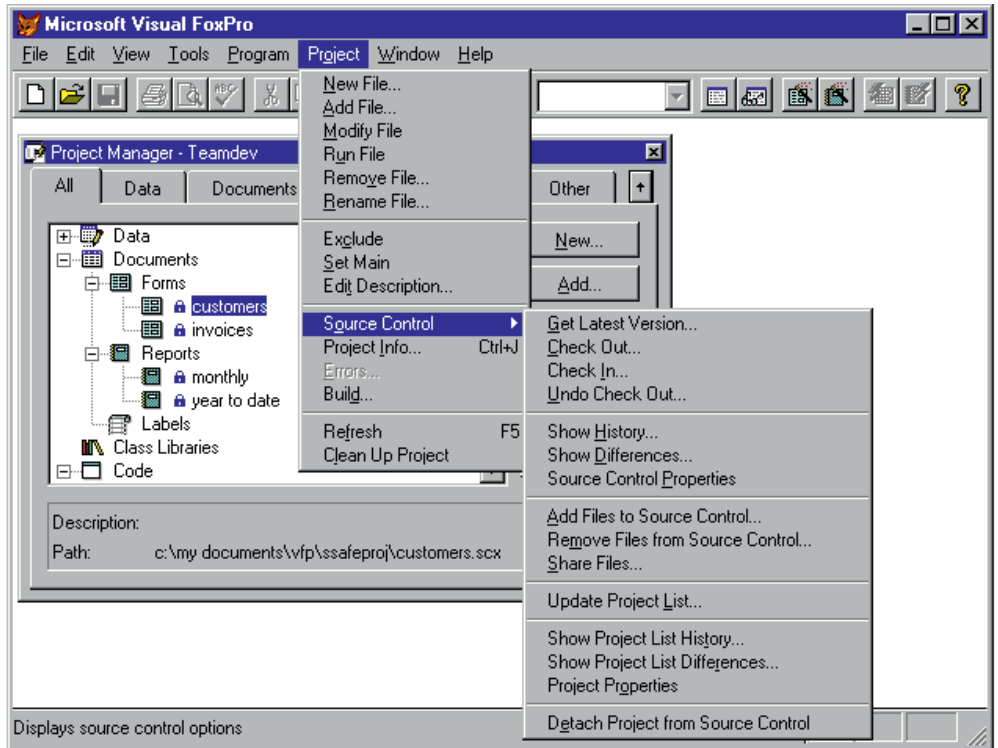 Microsoft Visual FoxPro
File Edit View Tools Program Project Window Help
ABC
?
New File...
Add File...
Modify File
Run File
Remove File...
Rename File...
Exclude
Set Main
Edit Description...
Source Control
Project Info... Ctrl+J
Errors...
Build...
Refresh F5
Clean Up Project
Project Manager - Teamdev
All Data Documents Other
Data
Documents
Forms
customers
invoices
Reports
monthly
year to date
Labels
Class Libraries
Code
New...
Add...
Description:
Path: c:\my documents\vfp\ssafeproj\customers.scx
Get Latest Version...
Check Out...
Check In...
Undo Check Out...
Show History...
Show Differences...
Source Control Properties
Add Files to Source Control...
Remove Files from Source Control...
Share Files...
Update Project List...
Show Project List History...
Show Project List Differences...
Project Properties
Detach Project from Source Control
Displays source control options